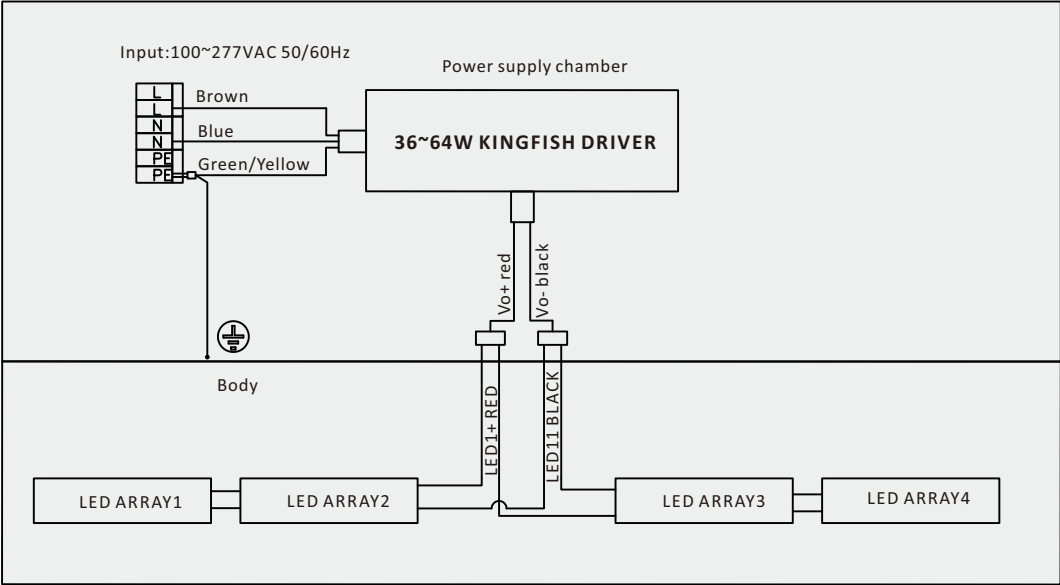 Input:100~277VAC 50/60Hz
Power supply chamber
L
Brown
L
N
Blue
N
PE
Green/Yellow
PE
36~64W KINGFISH DRIVER
Vo+ red
Vo- black
Body
LED1+ RED
LED11 BLACK
LED ARRAY1
LED ARRAY2
LED ARRAY3
LED ARRAY4